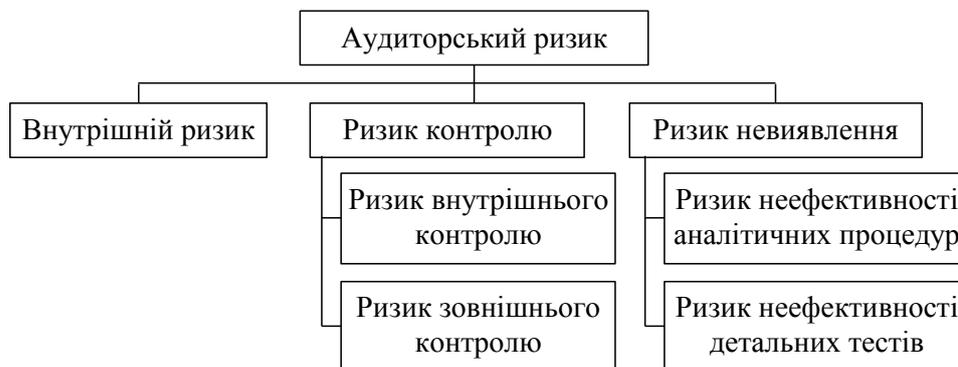 Аудиторський ризик
Внутрішній ризик
Ризик контролю
Ризик невиявлення
Ризик внутрішнього
контролю
Ризик неефективності
аналітичних процедур
Ризик зовнішнього
контролю
Ризик неефективності
детальних тестів